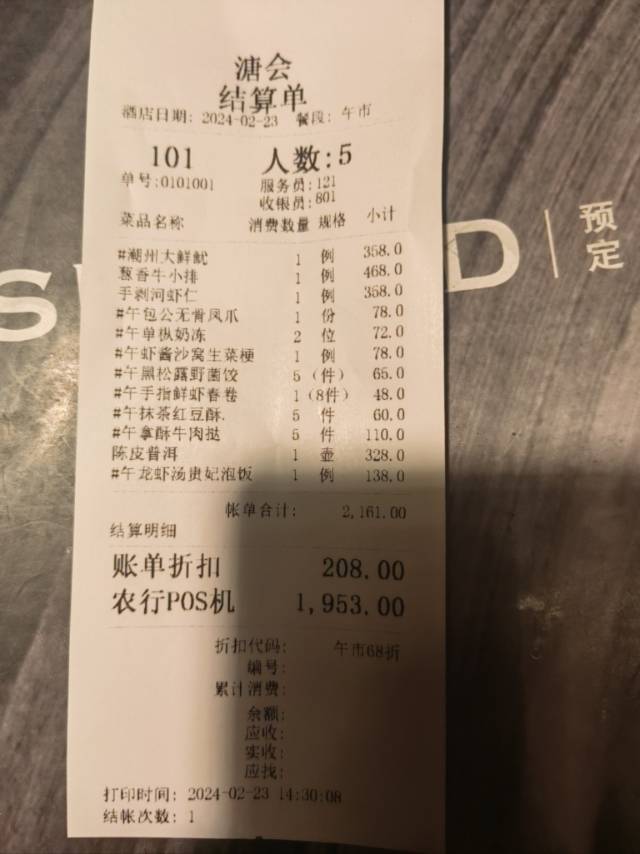 溏会
结算单
酒店日期: 2024-02-23 餐段: 午市
101 人数:5
单号:0101001 服务员:121
收银员:801
菜品名称 消费数量 规格 小计
#潮州大鲜鱿 1 例 358.0
葱香牛小排 1 例 468.0
手剥河虾仁 1 例 358.0
#午包公无骨凤爪 1 份 78.0
#午单枞奶冻 2 位 72.0
#午虾酱沙窝生菜梗 1 例 78.0
#午黑松露野菌饺 5 (件) 65.0
#午手指鲜虾春卷 1 (8件) 48.0
#午抹茶红豆酥. 5 件 60.0
#午拿酥牛肉挞 5 件 110.0
陈皮普洱 1 壶 328.0
#午龙虾汤贵妃泡饭 1 例 138.0
帐单合计: 2,161.00
结算明细
账单折扣 208.00
农行POS机 1,953.00
折扣代码: 午市68折
编号:
累计消费:
余额:
应收:
实收:
应找:
打印时间: 2024-02-23 14:30:08
结帐次数: 1
D
预定